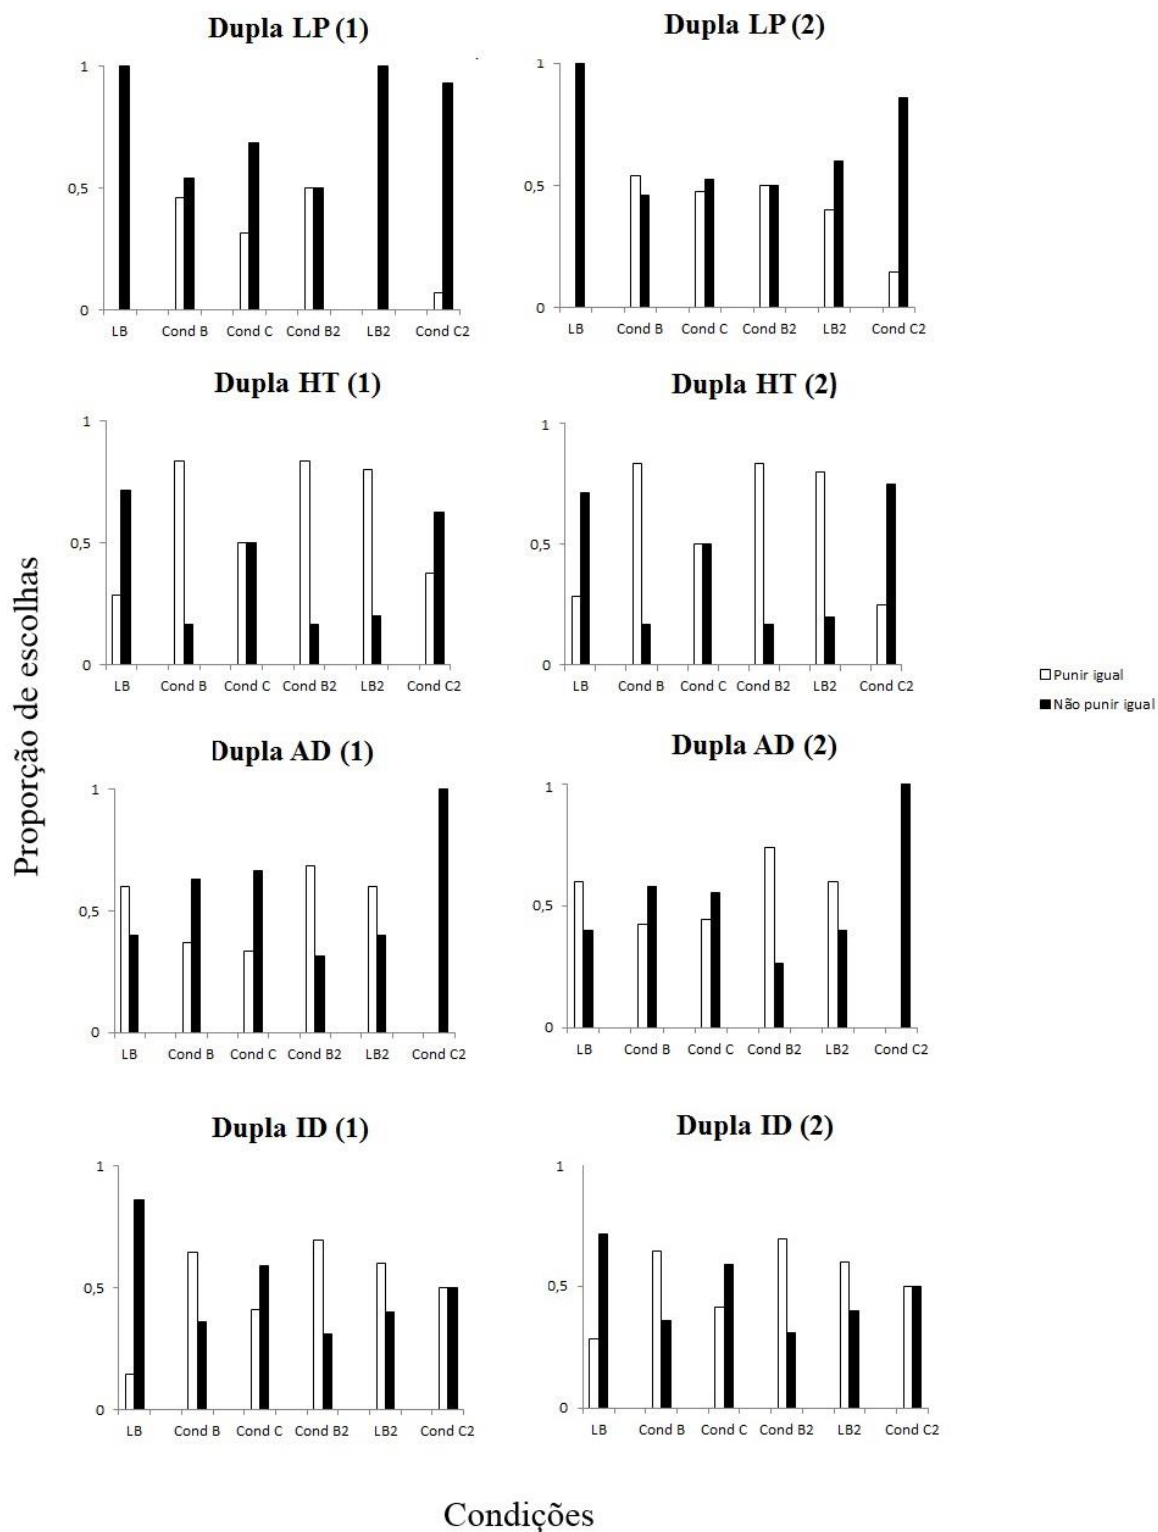 Dupla LP (1)
1
0,5
0
LB Cond B Cond C Cond B2 LB2 Cond C2
Dupla LP (2)
1
0,5
0
LB Cond B Cond C Cond B2 LB2 Cond C2
Dupla HT (1)
1
0,5
0
LB Cond B Cond C Cond B2 LB2 Cond C2
Dupla HT (2)
1
0,5
0
LB Cond B Cond C Cond B2 LB2 Cond C2
Proporção de escolhas
Punir igual
Não punir igual
Dupla AD (1)
1
0,5
0
LB Cond B Cond C Cond B2 LB2 Cond C2
Dupla AD (2)
1
0,5
0
LB Cond B Cond C Cond B2 LB2 Cond C2
Dupla ID (1)
1
0,5
0
LB Cond B Cond C Cond B2 LB2 Cond C2
Dupla ID (2)
1
0,5
0
LB Cond B Cond C Cond B2 LB2 Cond C2
Condições